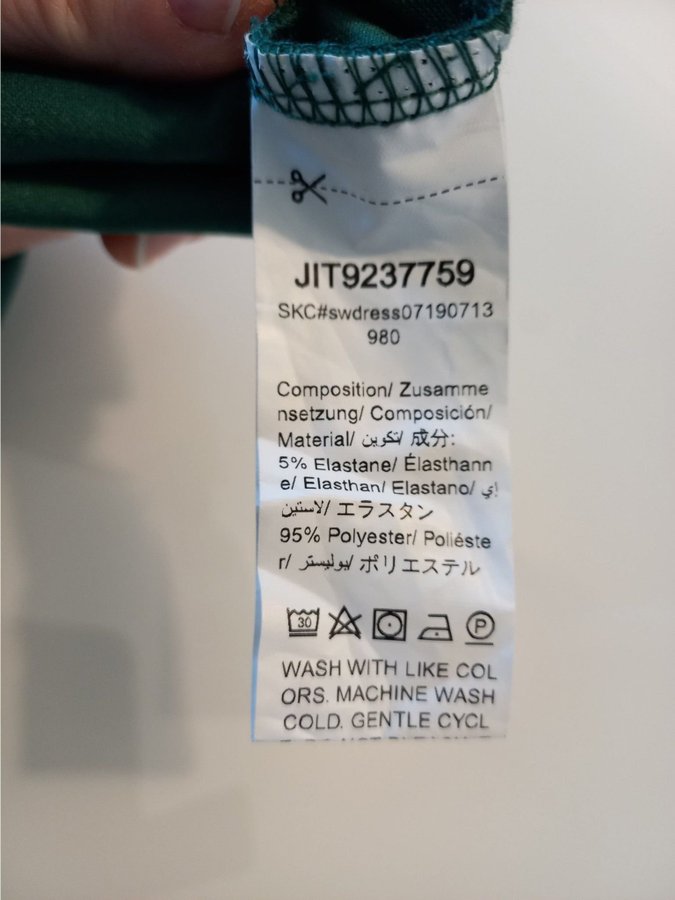 JIT9237759
SKC#swdress07190713
980
Composition/ Zusamme
nsetzung/ Composición/
Material/ تكوين/ 成分:
5% Elastane/ Élasthann
e/ Elasthan/ Elastano/ إي
لاستين/ エラスタン
95% Polyester/ Poliéste
r/ بوليستر/ ポリエステル
30 P
WASH WITH LIKE COL
ORS. MACHINE WASH
COLD. GENTLE CYCL